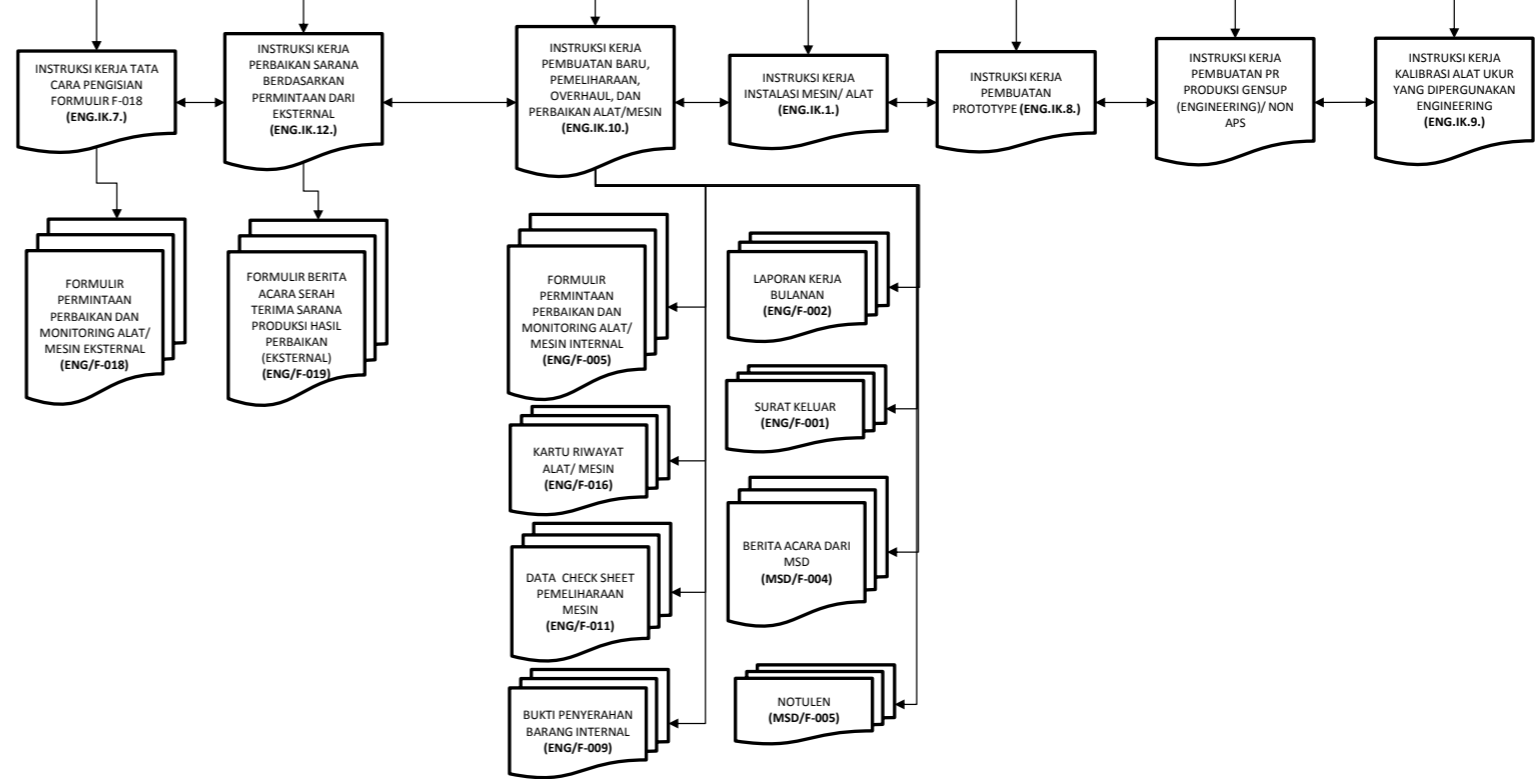 INSTRUKSI KERJA TATA
CARA PENGISIAN
FORMULIR F-018
(ENG.IK.7.)
INSTRUKSI KERJA
PERBAIKAN SARANA
BERDASARKAN
PERMINTAAN DARI
EKSTERNAL
(ENG.IK.12.)
INSTRUKSI KERJA
PEMBUATAN BARU,
PEMELIHARAAN,
OVERHAUL, DAN
PERBAIKAN ALAT/MESIN
(ENG.IK.10.)
INSTRUKSI KERJA
INSTALASI MESIN/ ALAT
(ENG.IK.1.)
INSTRUKSI KERJA
PEMBUATAN
PROTOTYPE (ENG.IK.8.)
INSTRUKSI KERJA
PEMBUATAN PR
PRODUKSI GENSUP
(ENGINEERING)/ NON
APS
INSTRUKSI KERJA
KALIBRASI ALAT UKUR
YANG DIPERGUNAKAN
ENGINEERING
(ENG.IK.9.)
FORMULIR
PERMINTAAN
PERBAIKAN DAN
MONITORING ALAT/
MESIN EKSTERNAL
(ENG/F-018)
FORMULIR BERITA
ACARA SERAH
TERIMA SARANA
PRODUKSI HASIL
PERBAIKAN
(EKSTERNAL)
(ENG/F-019)
FORMULIR
PERMINTAAN
PERBAIKAN DAN
MONITORING ALAT/
MESIN INTERNAL
(ENG/F-005)
LAPORAN KERJA
BULANAN
(ENG/F-002)
SURAT KELUAR
(ENG/F-001)
KARTU RIWAYAT
ALAT/ MESIN
(ENG/F-016)
BERITA ACARA DARI
MSD
(MSD/F-004)
DATA  CHECK SHEET
PEMELIHARAAN
MESIN
(ENG/F-011)
NOTULEN
(MSD/F-005)
BUKTI PENYERAHAN
BARANG INTERNAL
(ENG/F-009)